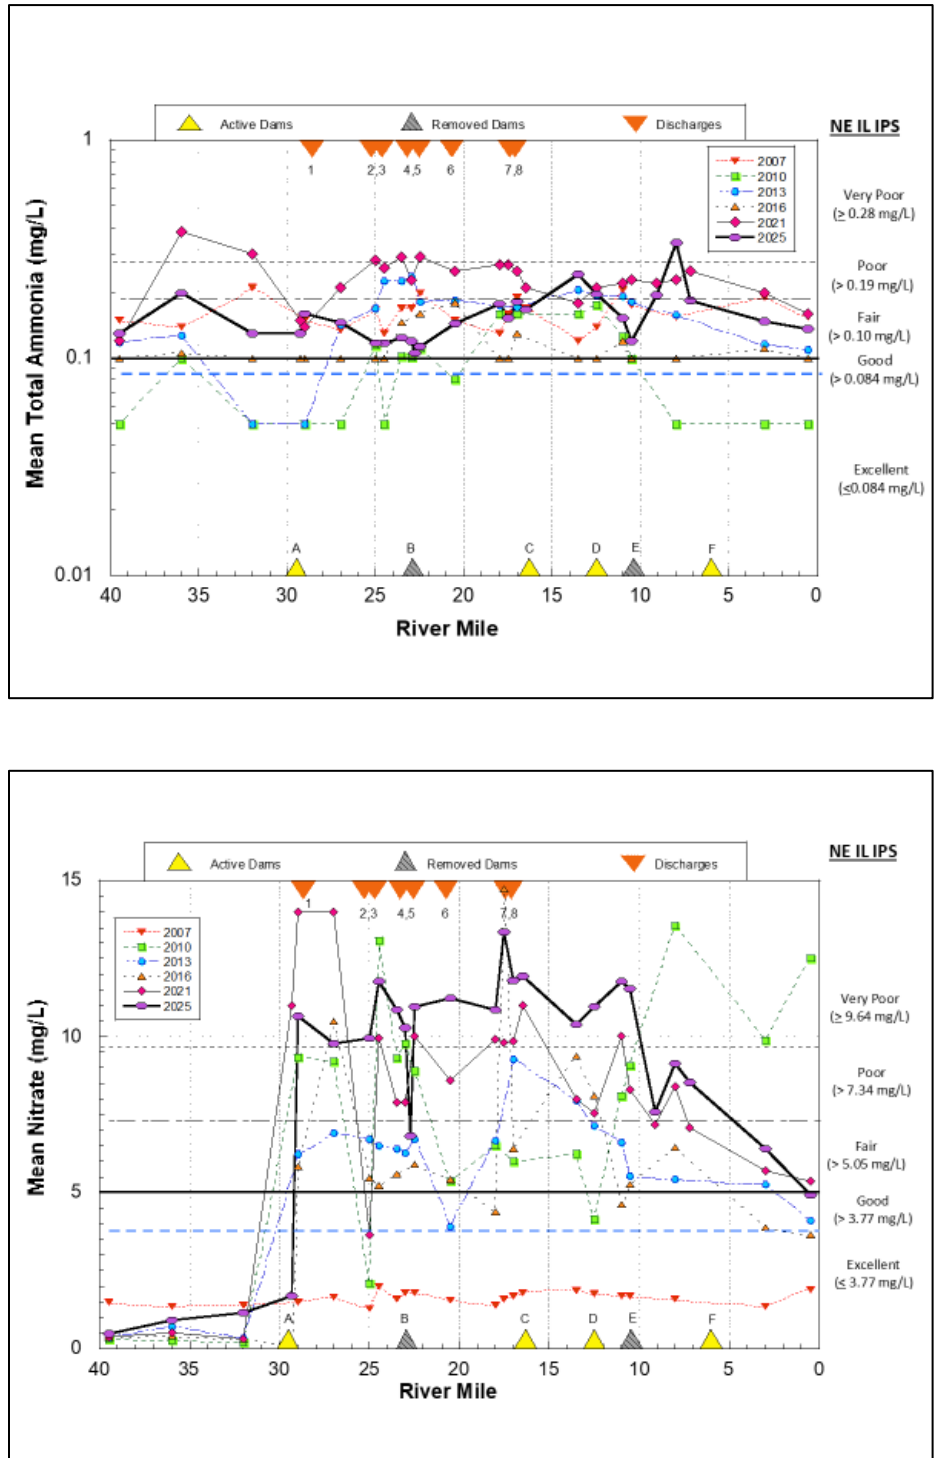 Active Dams Removed Dams Discharges
NE IL IPS
1
1 2,3 4,5 6 7,8
2007
2010
2013
2016
2021
2025
Very Poor
(≥ 0.28 mg/L)
Poor
(> 0.19 mg/L)
Fair
(> 0.10 mg/L)
Good
(> 0.084 mg/L)
Excellent
(≤0.084 mg/L)
Mean Total Ammonia (mg/L)
0.1
A B C D E F
0.01
40 35 30 25 20 15 10 5 0
River Mile
NE IL IPS
Active Dams Removed Dams Discharges
15
1 2,3 4,5 6 7,8
2007
2010
2013
2016
2021
2025
Very Poor
(≥ 9.64 mg/L)
Poor
(> 7.34 mg/L)
Fair
(> 5.05 mg/L)
Good
(> 3.77 mg/L)
Excellent
(≤ 3.77 mg/L)
Mean Nitrate (mg/L)
10
5
A B C D E F
0
40 35 30 25 20 15 10 5 0
River Mile